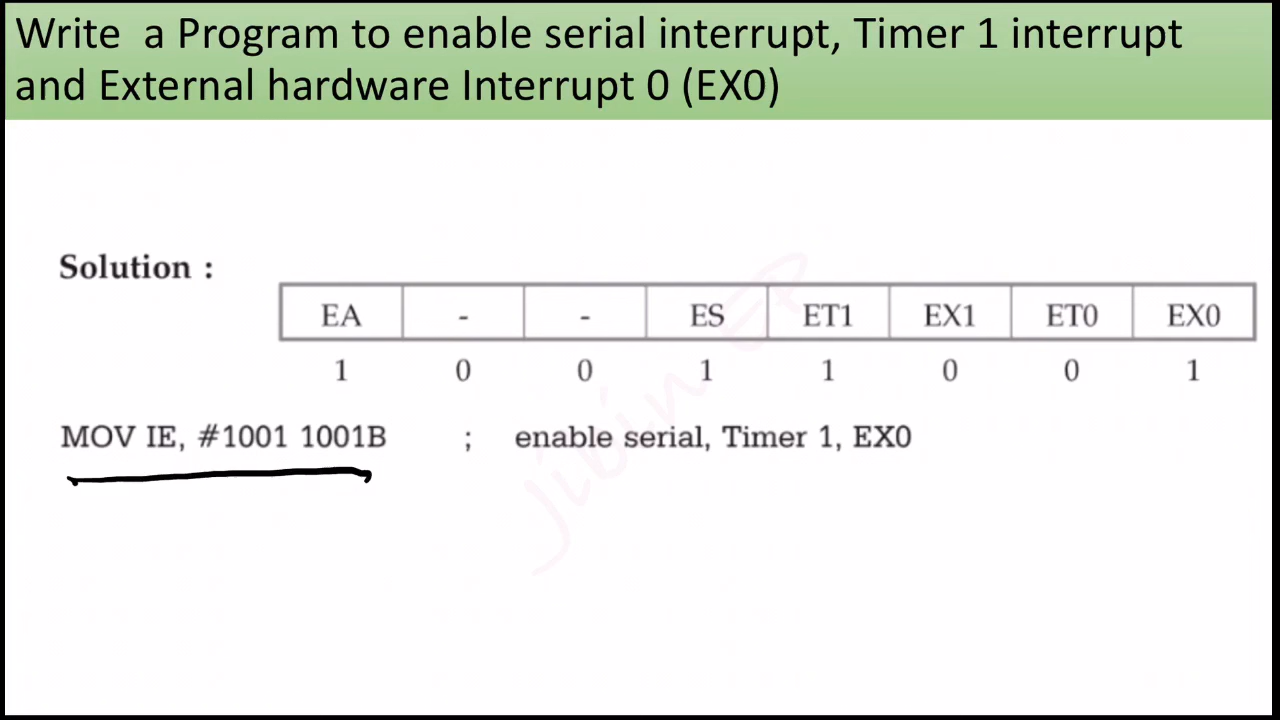 Write a Program to enable serial interrupt, Timer 1 interrupt
and External hardware Interrupt 0 (EX0)
Solution :
EA - - ES ET1 EX1 ET0 EX0
1 0 0 1 1 0 0 1
MOV IE, #1001 1001B ; enable serial, Timer 1, EX0
Jibin EP